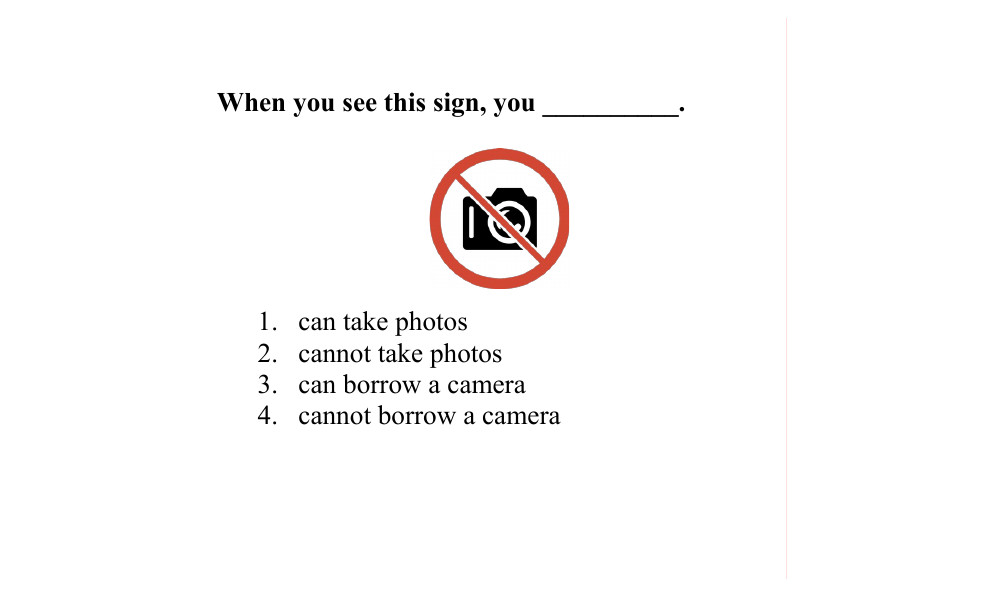 When you see this sign, you __________.
1. can take photos
2. cannot take photos
3. can borrow a camera
4. cannot borrow a camera